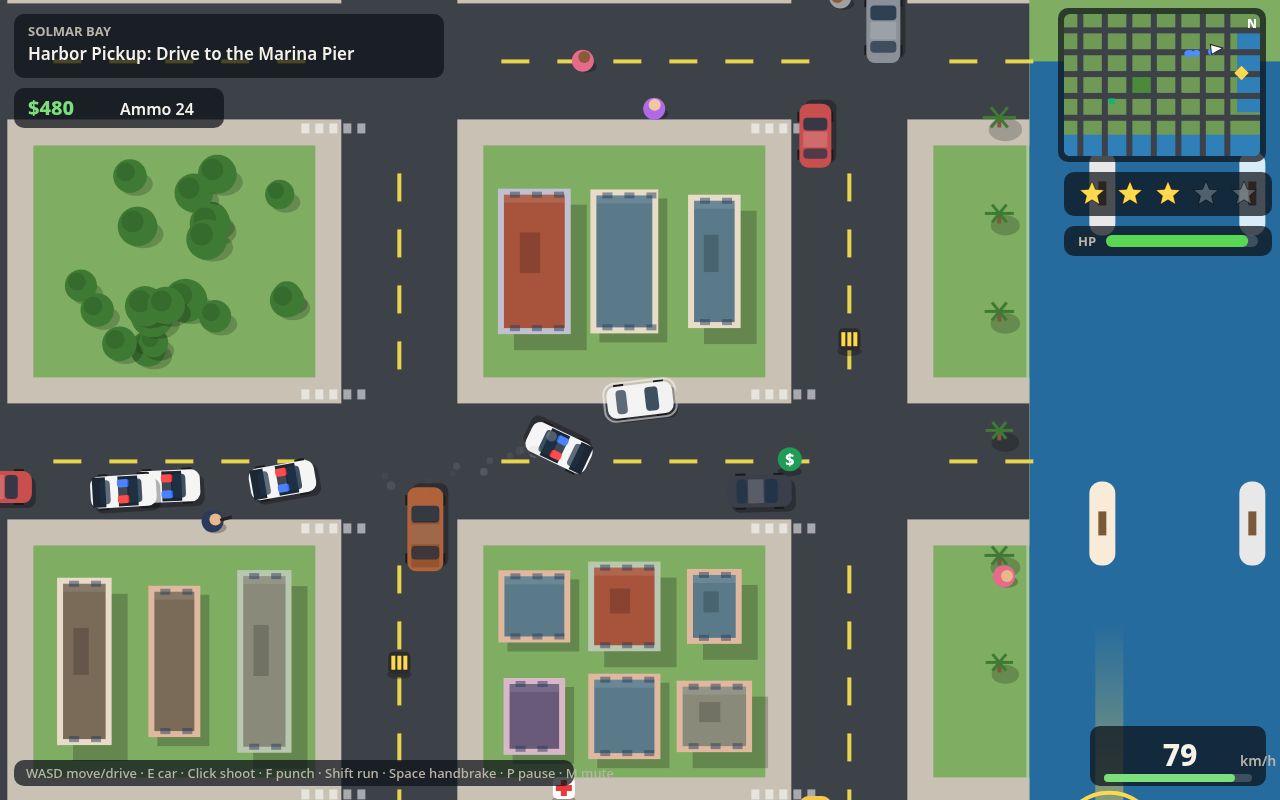 SOLMAR BAY
Harbor Pickup: Drive to the Marina Pier
$480 Ammo 24
N
HP
$
WASD move/drive · E car · Click shoot · F punch · Shift run · Space handbrake · P pause · M mute
79 km/h